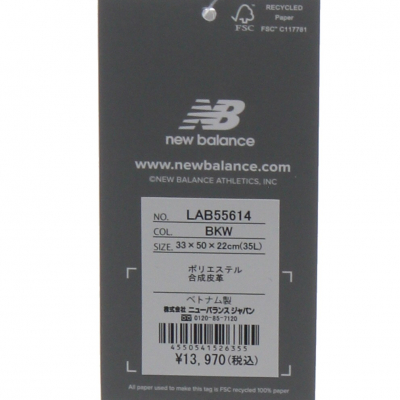 FSC
RECYCLED
Paper
FSC® C117761
NB
new balance
www.newbalance.com
© NEW BALANCE ATHLETICS, INC
NO. LAB55614
COL. BKW
SIZE. 33×50×22cm(35L)
ポリエステル
合成皮革
ベトナム製
株式会社 ニューバランス ジャパン
0120-85-7120
4550541526355
¥13,970(税込)
All paper used to make this tag is FSC recycled 100% paper